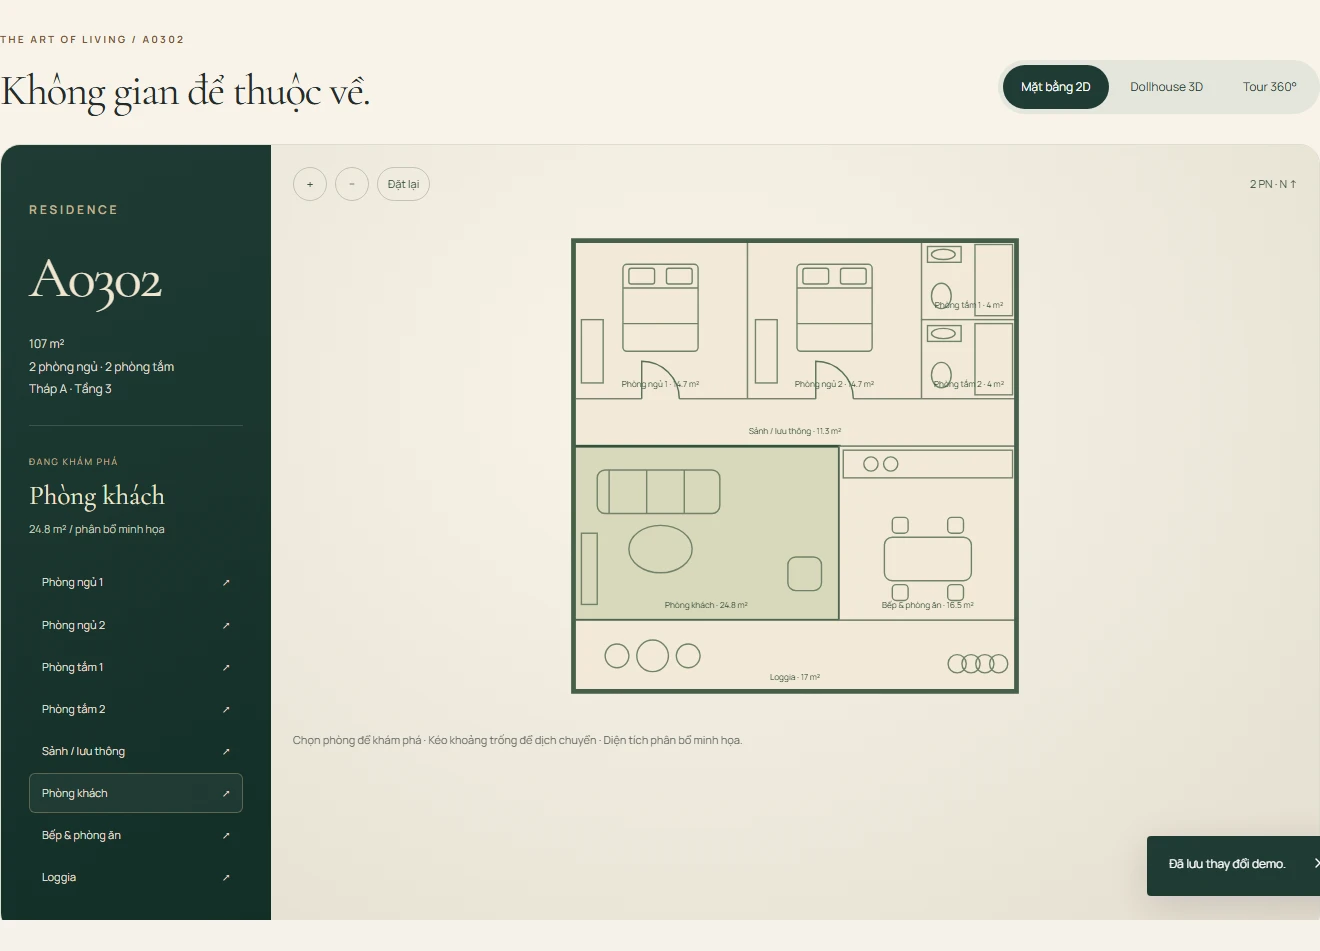 THE ART OF LIVING / A0302
Không gian để thuộc về.
Mặt bằng 2D
Dollhouse 3D
Tour 360°
RESIDENCE
A0302
107 m²
2 phòng ngủ · 2 phòng tắm
Tháp A · Tầng 3
ĐANG KHÁM PHÁ
Phòng khách
24.8 m² / phân bổ minh họa
Phòng ngủ 1 ↗
Phòng ngủ 2 ↗
Phòng tắm 1 ↗
Phòng tắm 2 ↗
Sảnh / lưu thông ↗
Phòng khách ↗
Bếp & phòng ăn ↗
Loggia ↗
+
−
Đặt lại
2 PN · N ↑
Phòng tắm 1 · 4 m²
Phòng ngủ 1 · 14.7 m²
Phòng ngủ 2 · 14.7 m²
Phòng tắm 2 · 4 m²
Sảnh / lưu thông · 11.3 m²
Phòng khách · 24.8 m²
Bếp & phòng ăn · 16.5 m²
Loggia · 17 m²
Chọn phòng để khám phá · Kéo khoảng trống để dịch chuyển · Diện tích phân bổ minh họa.
Đã lưu thay đổi demo.